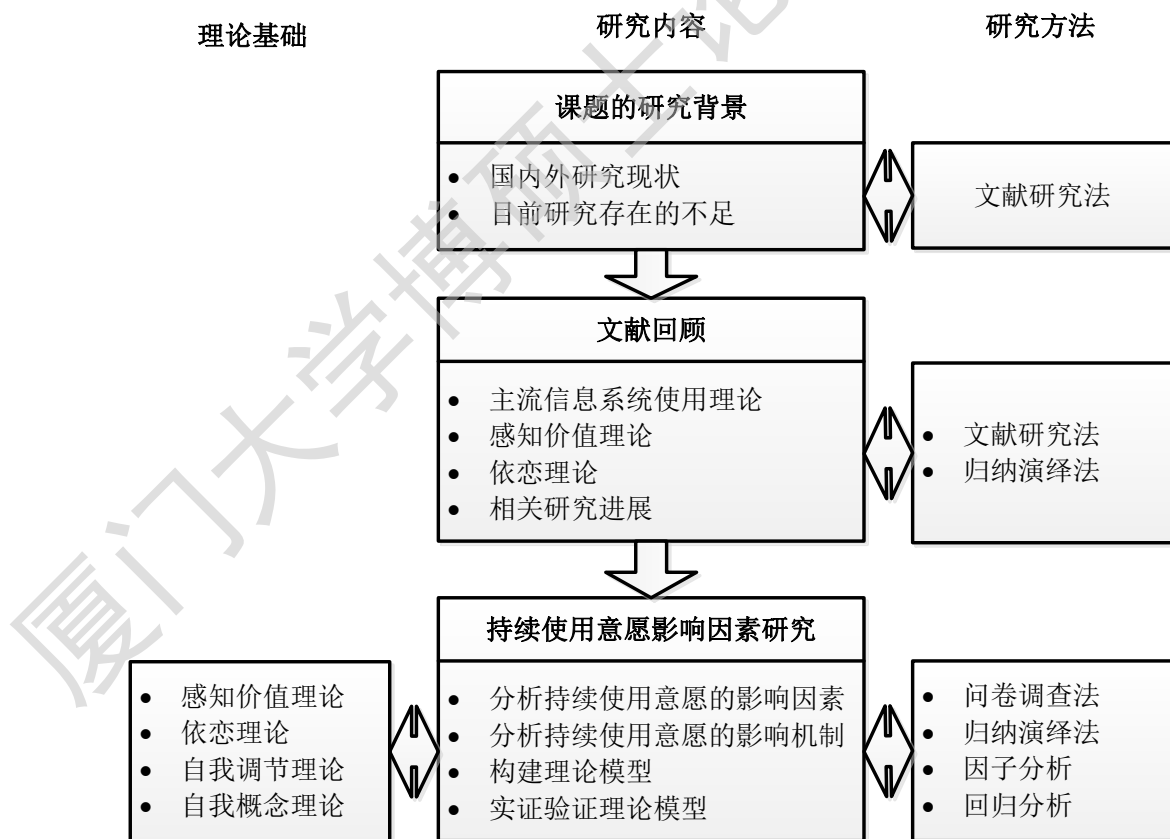 理论基础
研究内容
研究方法
课题的研究背景
• 国内外研究现状
• 目前研究存在的不足
文献研究法
文献回顾
• 主流信息系统使用理论
• 感知价值理论
• 依恋理论
• 相关研究进展
• 文献研究法
• 归纳演绎法
持续使用意愿影响因素研究
• 感知价值理论
• 依恋理论
• 自我调节理论
• 自我概念理论
• 分析持续使用意愿的影响因素
• 分析持续使用意愿的影响机制
• 构建理论模型
• 实证验证理论模型
• 问卷调查法
• 归纳演绎法
• 因子分析
• 回归分析
厦门大学博硕士论